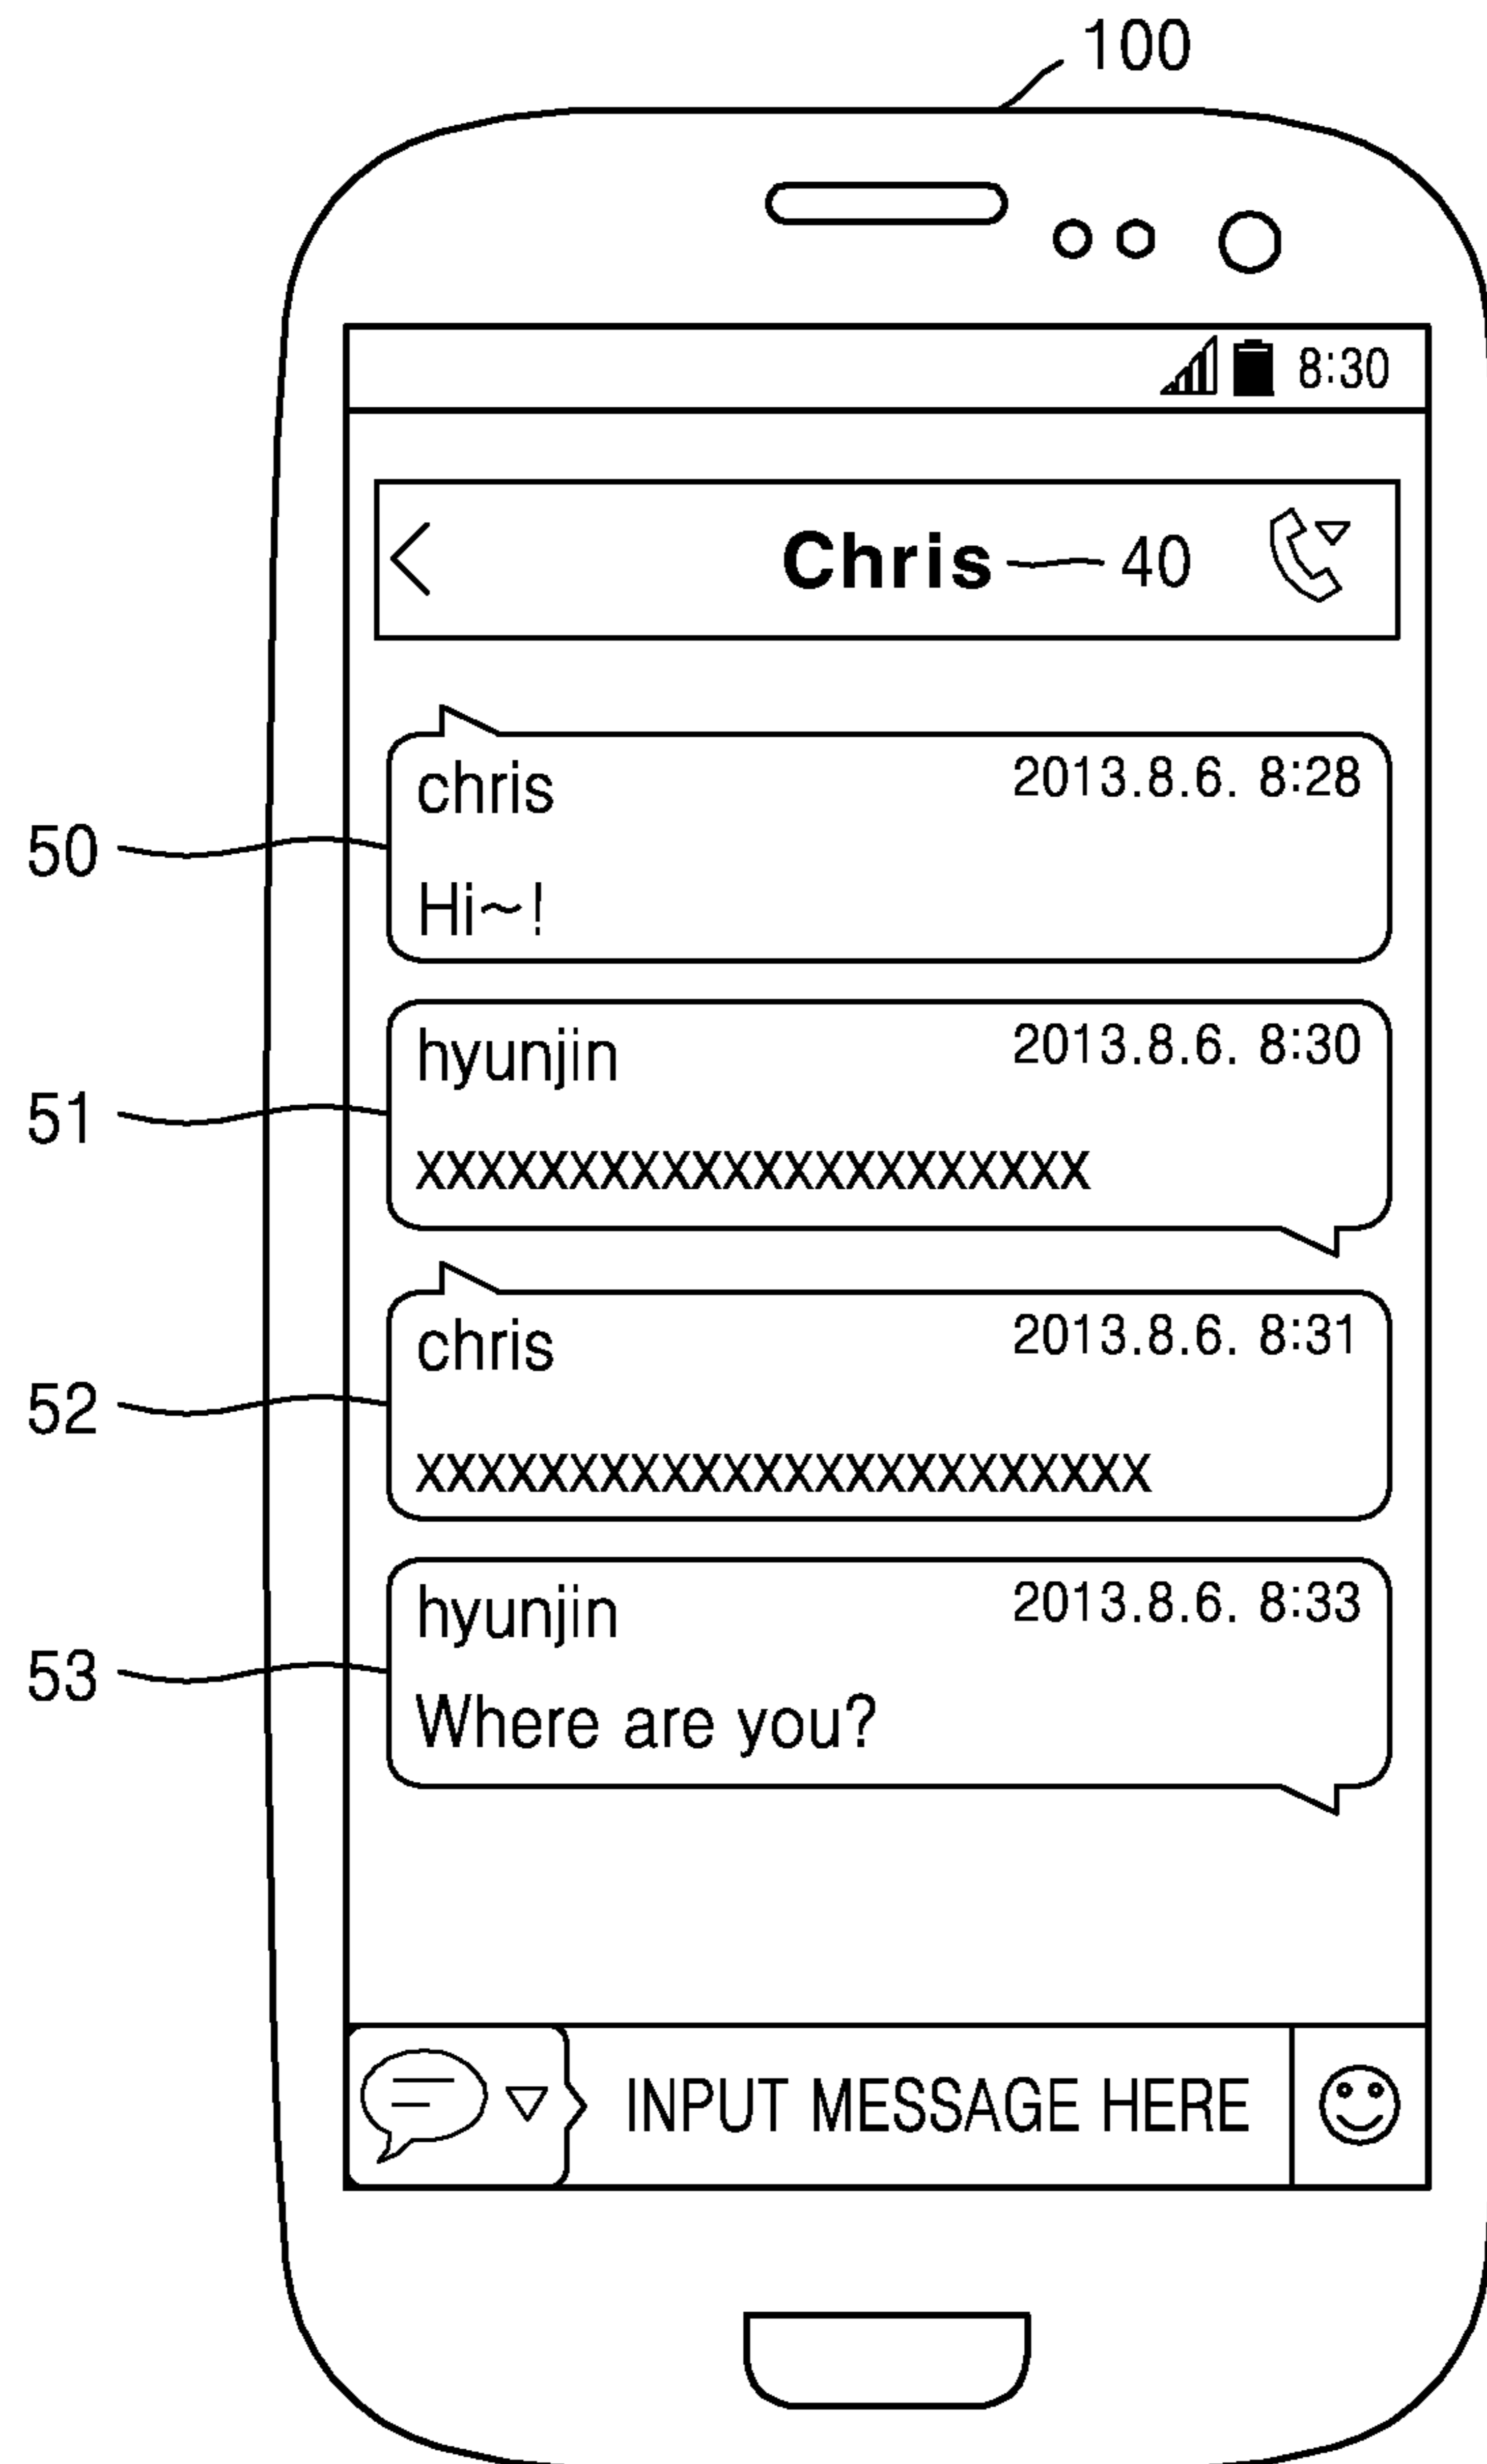 100
8:30
Chris 40
chris 2013.8.6. 8:28
50
Hi~!
hyunjin 2013.8.6. 8:30
51
xxxxxxxxxxxxxxxxxxxxxx
chris 2013.8.6. 8:31
52
xxxxxxxxxxxxxxxxxxxxxxxx
hyunjin 2013.8.6. 8:33
53
Where are you?
INPUT MESSAGE HERE